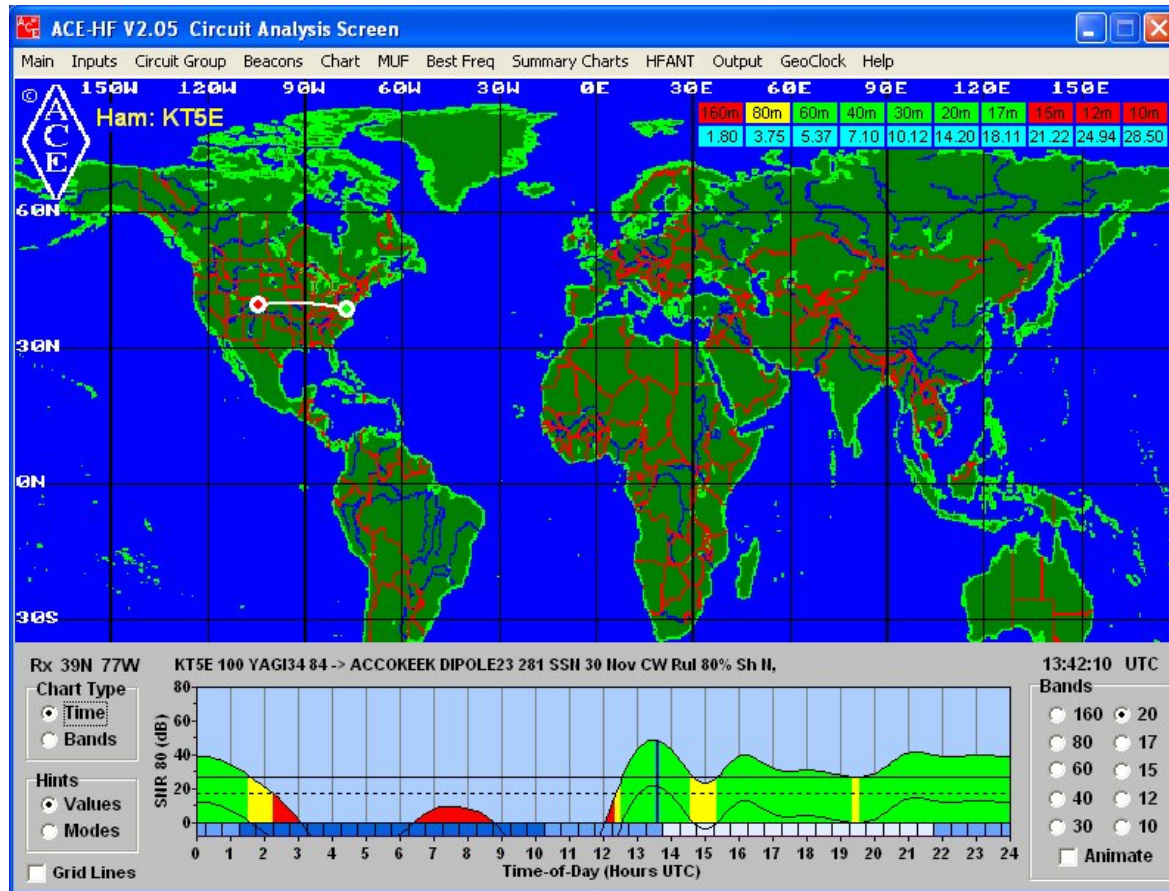 ACE-HF V2.05 Circuit Analysis Screen
Main Inputs Circuit Group Beacons Chart MUF Best Freq Summary Charts HFANT Output GeoClock Help
© 150W 120W 90W 60W 30W 0E 30E 60E 90E 120E 150E
A
C
E
Ham: KT5E
160m 80m 60m 40m 30m 20m 17m 15m 12m 10m
1.80 3.75 5.37 7.10 10.12 14.20 18.11 21.22 24.94 28.50
60N
30N
0N
30S
Rx 39N 77W KT5E 100 YAGI34 84 -> ACCOKEEK DIPOLE23 281 SSN 30 Nov CW Rul 80% Sh N, 13:42:10 UTC
Chart Type
Time
Bands
Hints
Values
Modes
Grid Lines
SNR 80 (dB)
80
60
40
20
0
0 1 2 3 4 5 6 7 8 9 10 11 12 13 14 15 16 17 18 19 20 21 22 23 24
Time-of-Day (Hours UTC)
Bands
160 20
80 17
60 15
40 12
30 10
Animate